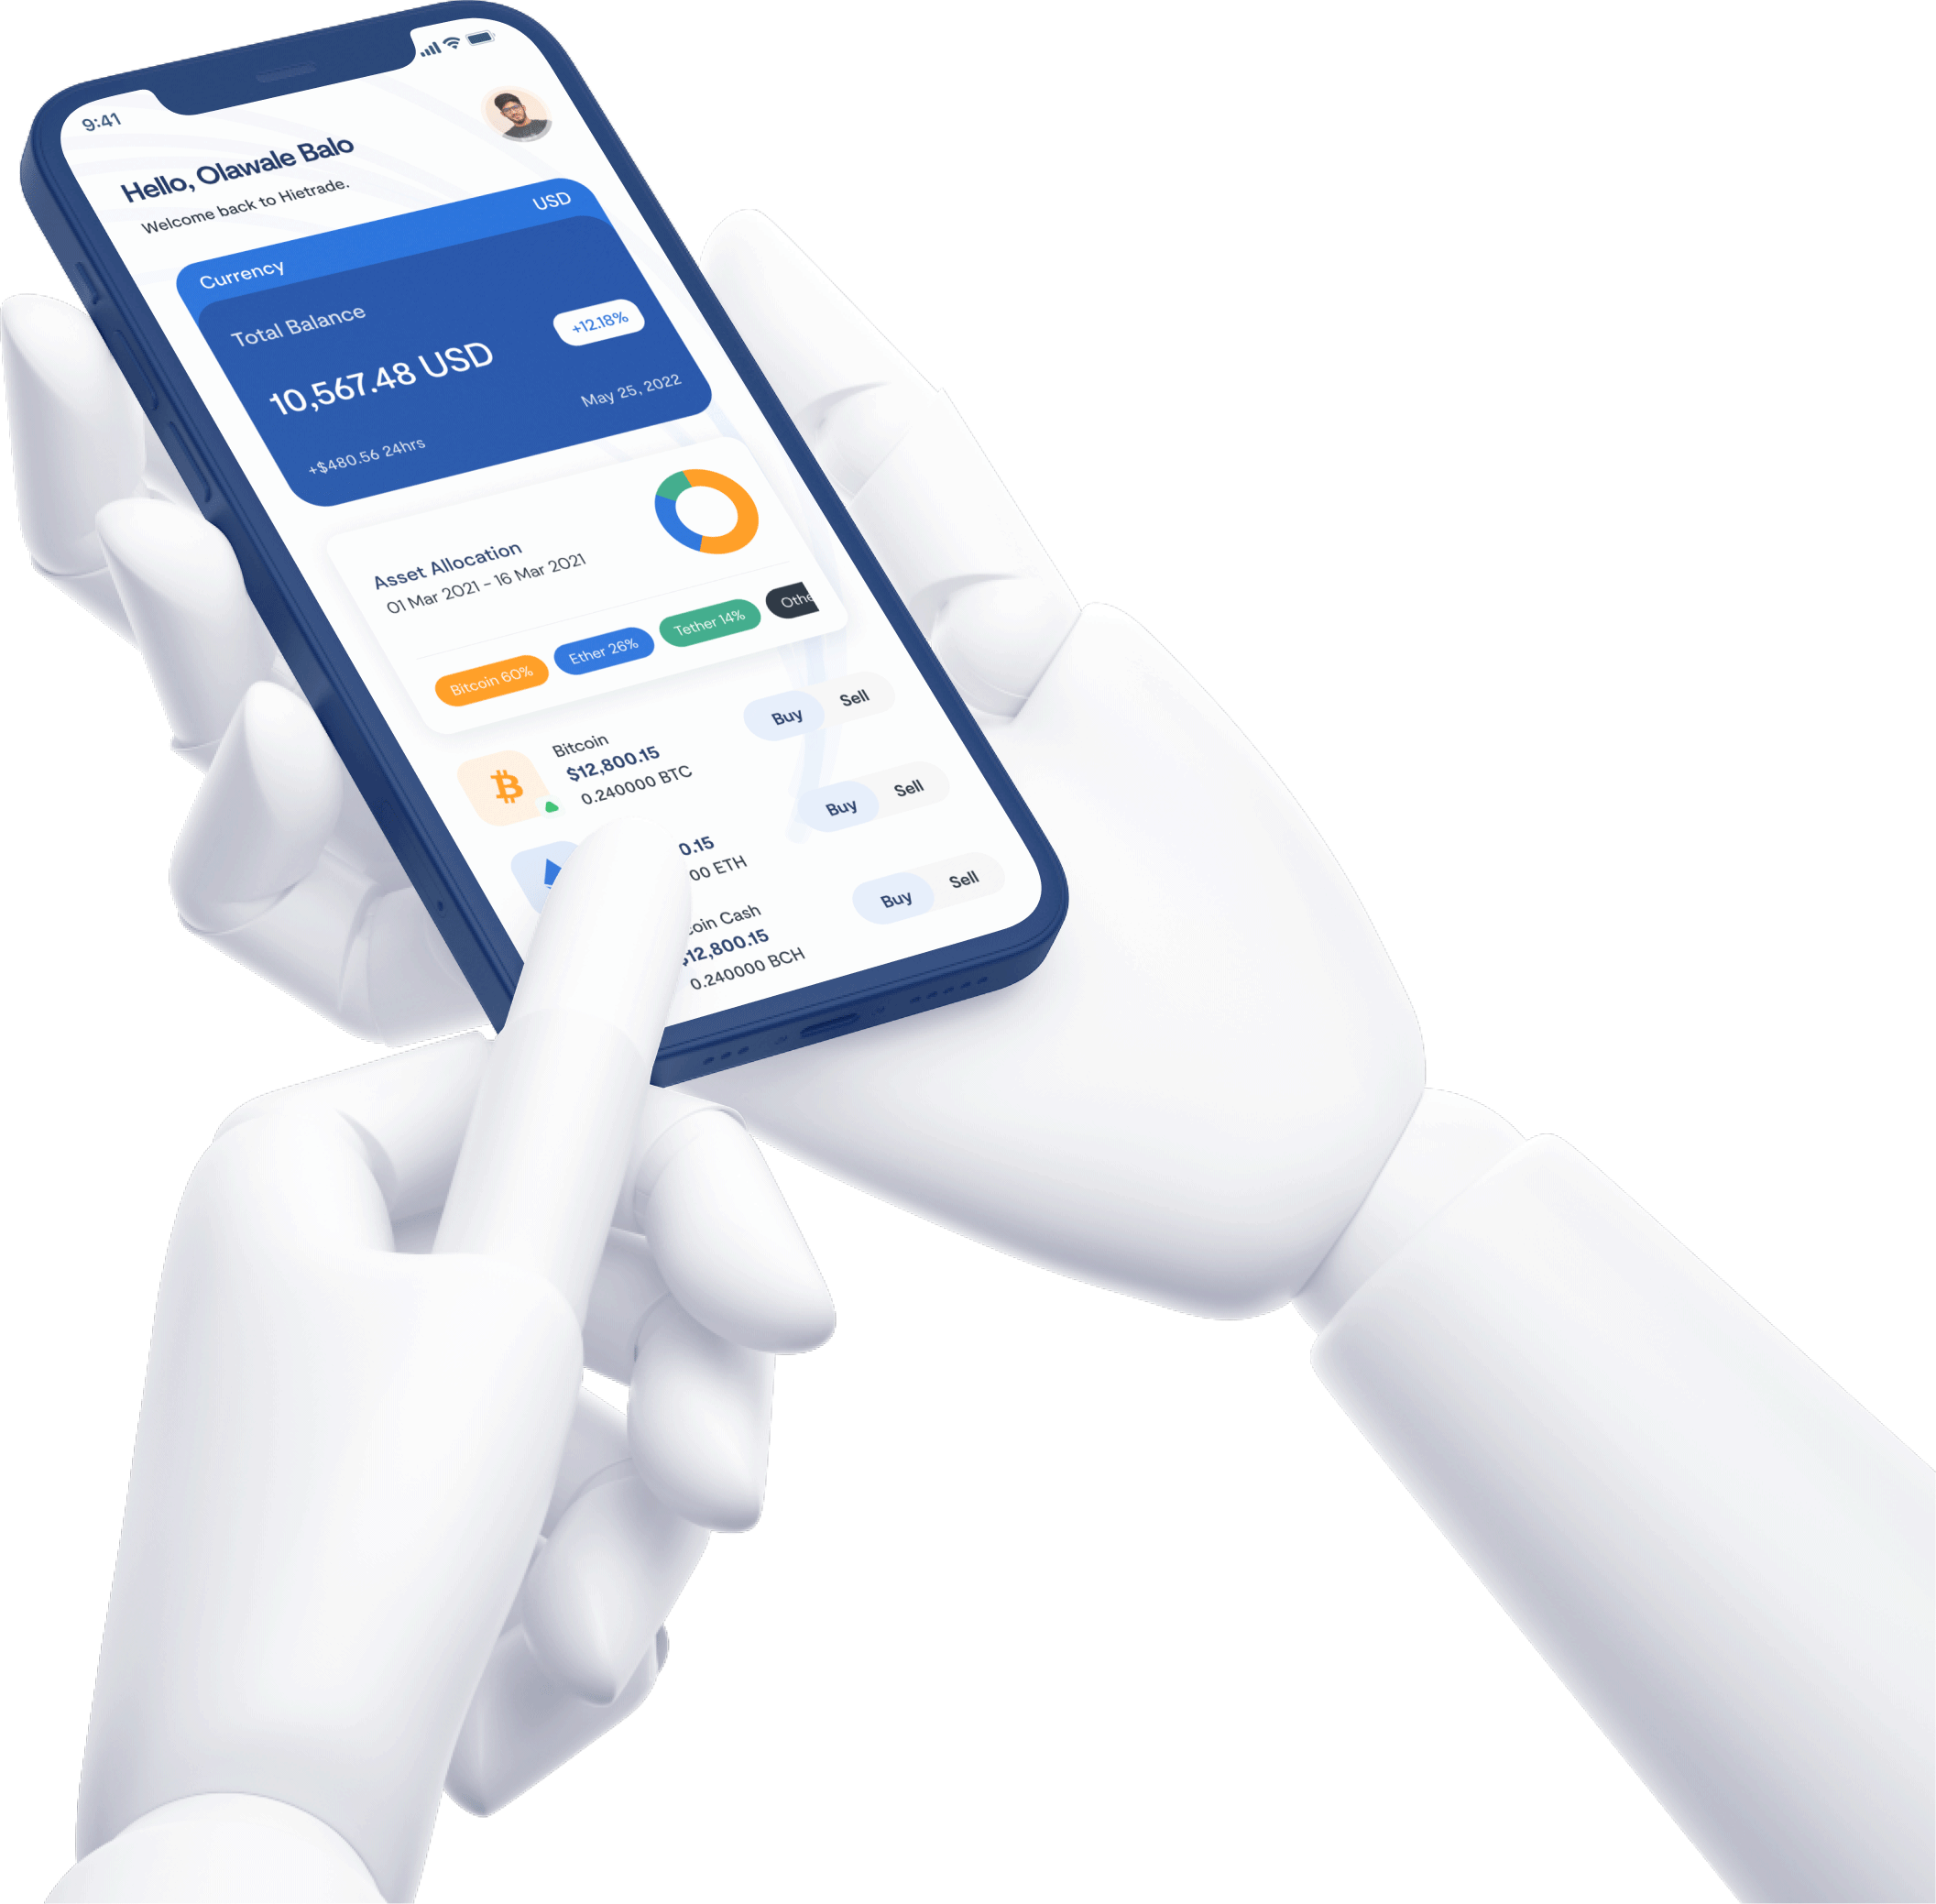 9:41
Hello, Olawale Balo
Welcome back to Hietrade.
Currency USD
Total Balance
10,567.48 USD +12.18%
+$480.56 24hrs May 25, 2022
Asset Allocation
01 Mar 2021 - 16 Mar 2021
Bitcoin 60% Ether 26% Tether 14% Othe
Bitcoin
$12,800.15
0.240000 BTC
Buy Sell
0.15
00 ETH
Buy Sell
coin Cash
$12,800.15
0.240000 BCH
Buy Sell